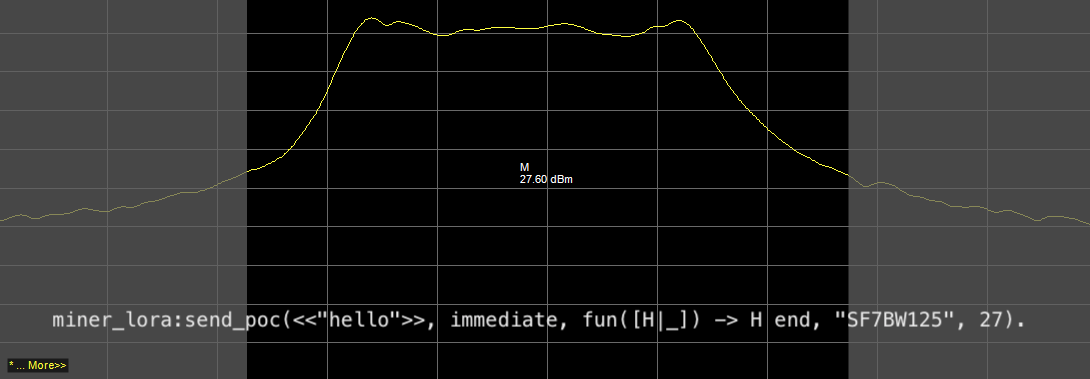 M
27.60 dBm
miner_lora:send_poc(<<"hello">>, immediate, fun([H|_]) -> H end, "SF7BW125", 27).
* ... More>>